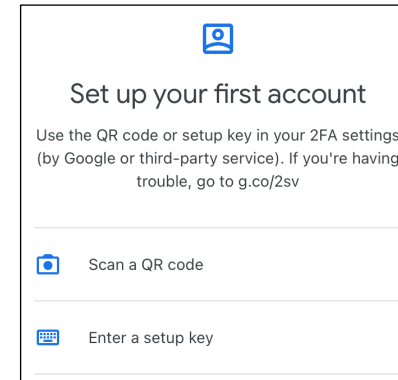 Set up your first account
Use the QR code or setup key in your 2FA settings
(by Google or third-party service). If you're having
trouble, go to g.co/2sv
Scan a QR code
Enter a setup key